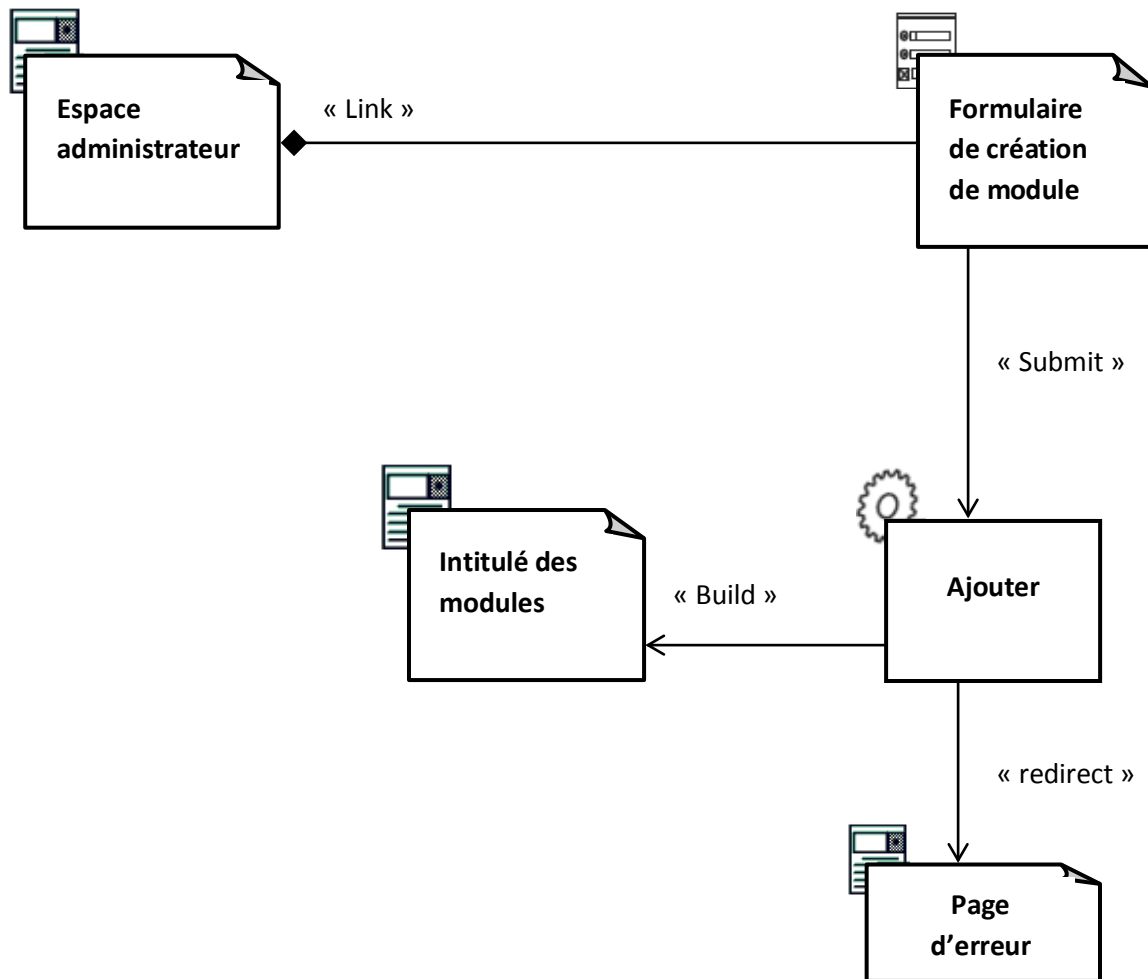 Espace
administrateur
« Link »
Formulaire
de création
de module
« Submit »
Intitulé des
modules
« Build »
Ajouter
« redirect »
Page
d’erreur